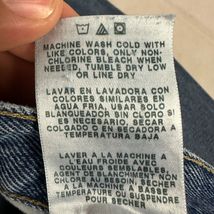 MACHINE WASH COLD WITH
LIKE COLORS, ONLY NON-
CHLORINE BLEACH WHEN
NEEDED, TUMBLE DRY LOW
OR LINE DRY
LAVAR EN LAVADORA CON
COLORES SIMILARES EN
AGUA FRIA, USAR SOLO
BLANQUEADOR SIN CLORO SI
ES NECESARIO, SECAR
COLGADO O EN SECADORA A
TEMPERATURA BAJA
LAVER A LA MACHINE A
L'EAU FROIDE AVEC
COULEURS SEMBLABLES,
AGENT DE BLANCHIMENT
SANS CHLORE AU BESOIN
A LA MACHINE A BASSE
TEMPERATURE OU SUSPENDRE
POUR SECHER